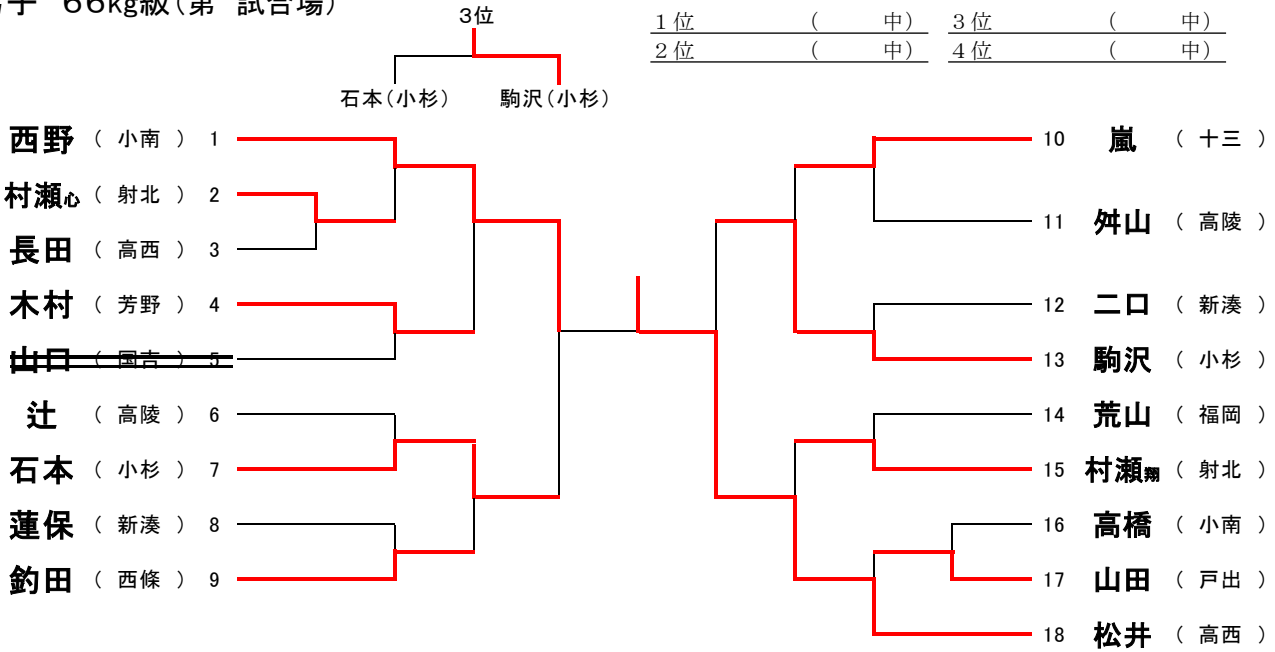 男子 66kg級(第 試合場)
3位
1位 ( 中) 3位 ( 中)
2位 ( 中) 4位 ( 中)
石本(小杉) 駒沢(小杉)
西野 ( 小南 ) 1
村瀬心 ( 射北 ) 2
長田 ( 高西 ) 3
木村 ( 芳野 ) 4
山口 ( 国吉 ) 5
辻 ( 高陵 ) 6
石本 ( 小杉 ) 7
蓮保 ( 新湊 ) 8
釣田 ( 西條 ) 9
10 嵐 ( 十三 )
11 舛山 ( 高陵 )
12 二口 ( 新湊 )
13 駒沢 ( 小杉 )
14 荒山 ( 福岡 )
15 村瀬翔 ( 射北 )
16 高橋 ( 小南 )
17 山田 ( 戸出 )
18 松井 ( 高西 )